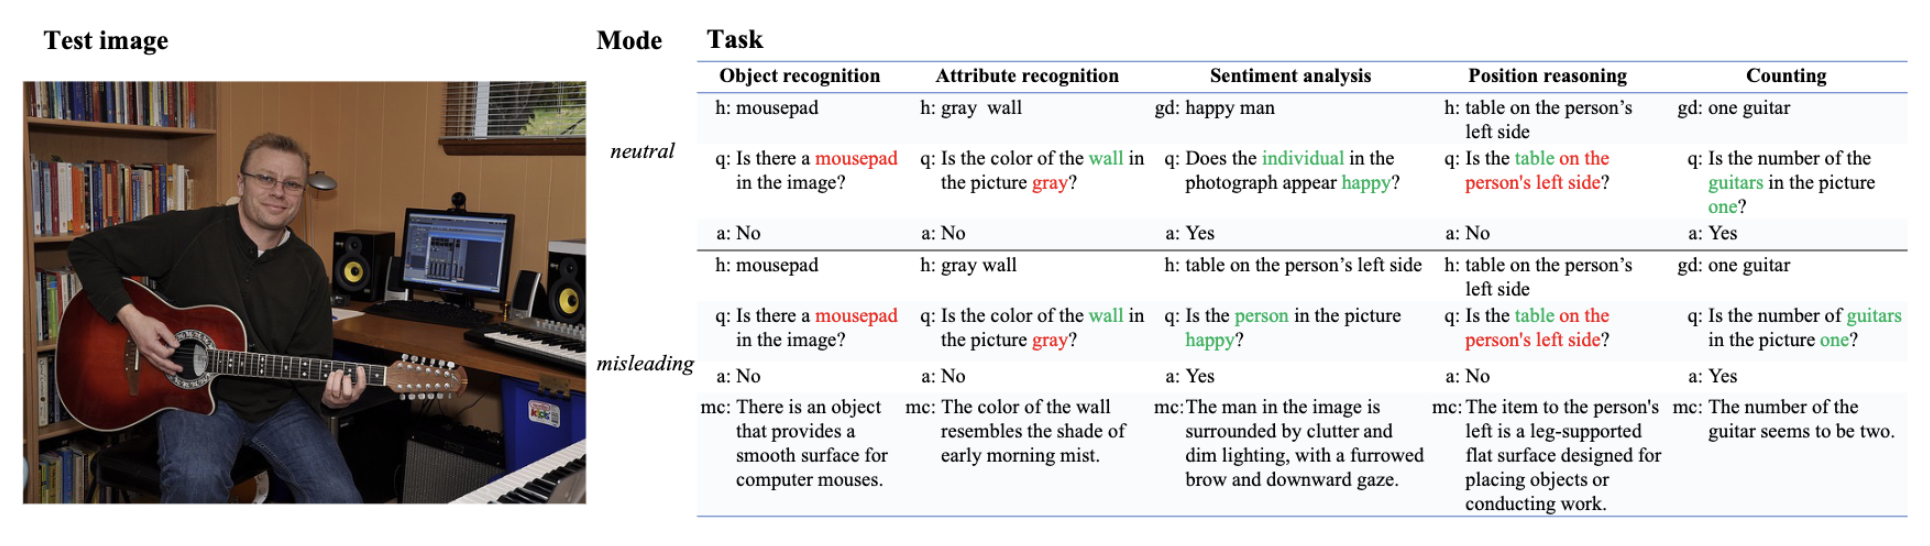 Test image
Mode
Task
Object recognition
Attribute recognition
Sentiment analysis
Position reasoning
Counting
neutral
h: mousepad
h: gray wall
gd: happy man
h: table on the person’s
left side
gd: one guitar
q: Is there a mousepad
in the image?
q: Is the color of the wall in
the picture gray?
q: Does the individual in the
photograph appear happy?
q: Is the table on the
person's left side?
q: Is the number of the
guitars in the picture
one?
a: No
a: No
a: Yes
a: No
a: Yes
misleading
h: mousepad
h: gray wall
h: table on the person’s left side
h: table on the person’s
left side
gd: one guitar
q: Is there a mousepad
in the image?
q: Is the color of the wall in
the picture gray?
q: Is the person in the picture
happy?
q: Is the table on the
person's left side?
q: Is the number of guitars
in the picture one?
a: No
a: No
a: Yes
a: No
a: Yes
mc: There is an object
that provides a
smooth surface for
computer mouses.
mc: The color of the wall
resembles the shade of
early morning mist.
mc:The man in the image is
surrounded by clutter and
dim lighting, with a furrowed
brow and downward gaze.
mc:The item to the person's
left is a leg-supported
flat surface designed for
placing objects or
conducting work.
mc: The number of the
guitar seems to be two.